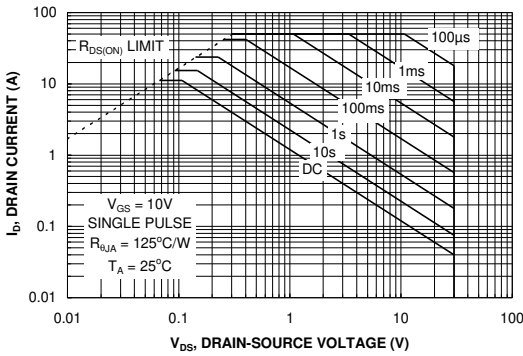 100
10
1
0.1
0.01
0.01
0.1
1
10
100
I_D, DRAIN CURRENT (A)
V_DS, DRAIN-SOURCE VOLTAGE (V)
R_DS(ON) LIMIT
100µs
1ms
10ms
100ms
1s
10s
DC
V_GS = 10V
SINGLE PULSE
R_θJA = 125°C/W
T_A = 25°C